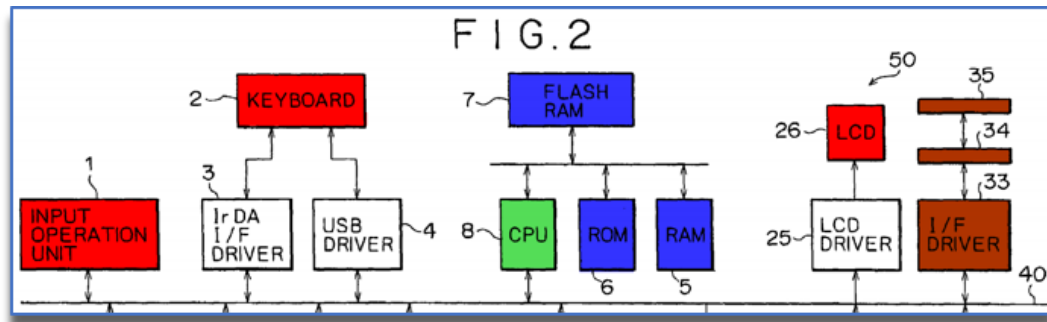 FIG.2
50
35
2
KEYBOARD
7
FLASH
RAM
26
LCD
34
1
3
33
INPUT
OPERATION
UNIT
IrDA
I/F
DRIVER
USB
DRIVER
4
8
CPU
ROM
RAM
25
LCD
DRIVER
I/F
DRIVER
6
5
40